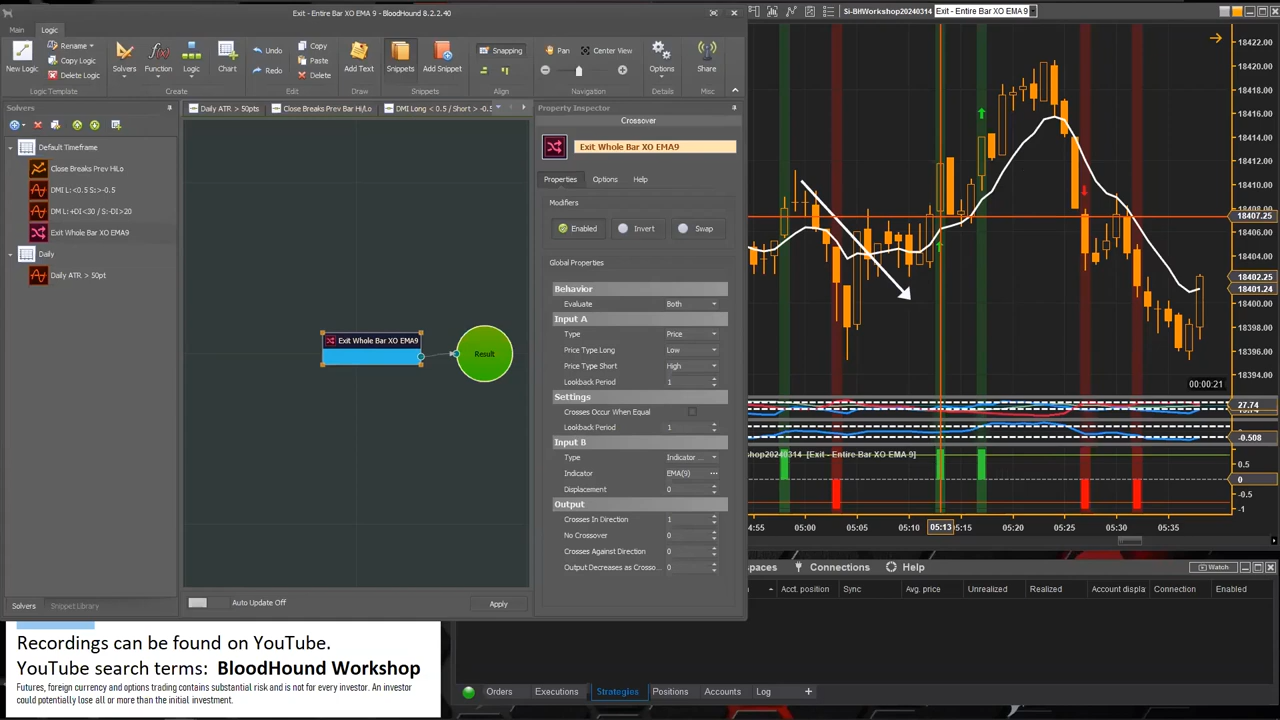 Exit - Entire Bar XO EMA 9 - BloodHound 8.2.2.40
Si-BHWorkshop20240314
Exit - Entire Bar XO EMA 9
Main
Logic
New Logic
Rename
Copy Logic
Delete Logic
Solvers
Function
Logic
Chart
Undo
Redo
Copy
Paste
Delete
Add Text
Snippets
Add Snippet
Snapping
Pan
Center View
Options
Share
Logic Template
Create
Edit
Draw
Snippets
Align
Navigation
Details
Misc
Solvers
Daily ATR > 50pts
Close Breaks Prev Bar Hi/Lo
DMI Long < 0.5 / Short > -0.5
Property Inspector
Crossover
Exit Whole Bar XO EMA9
Default Timeframe
Close Breaks Prev HiLo
DMI L:<0.5 S:>-0.5
DM L: +DI<30 / S:-DI>20
Exit Whole Bar XO EMA9
Daily
Daily ATR > 50pt
Exit Whole Bar XO EMA9
Result
Properties
Options
Help
Modifiers
Enabled
Invert
Swap
Global Properties
Behavior
Evaluate Both
Input A
Type Price
Price Type Long Low
Price Type Short High
Lookback Period 1
Settings
Crosses Occur When Equal
Lookback Period 1
Input B
Type Indicator ...
Indicator EMA(9) ...
Displacement 0
Output
Crosses In Direction 1
No Crossover 0
Crosses Against Direction 0
Output Decreases as Crosso... 0
Solvers
Snippet Library
Auto Update Off
Apply
18422.00
18420.00
18418.00
18416.00
18414.00
18412.00
18410.00
18407.25
18406.00
18404.00
18402.25
18401.24
18400.00
18398.00
18396.00
18394.00
00:00:21
27.74
-0.508
shop20240314 [Exit - Entire Bar XO EMA 9]
0.5
0
-0.5
-1
:55
05:00
05:05
05:10
05:13
05:15
05:20
05:25
05:30
05:35
spaces
Connections
Help
Watch
Acct. position
Sync
Avg. price
Unrealized
Realized
Account displa
Connection
Enabled
Orders
Executions
Strategies
Positions
Accounts
Log
+
Recordings can be found on YouTube.
YouTube search terms: BloodHound Workshop
Futures, foreign currency and options trading contains substantial risk and is not for every investor. An investor
could potentially lose all or more than the initial investment.